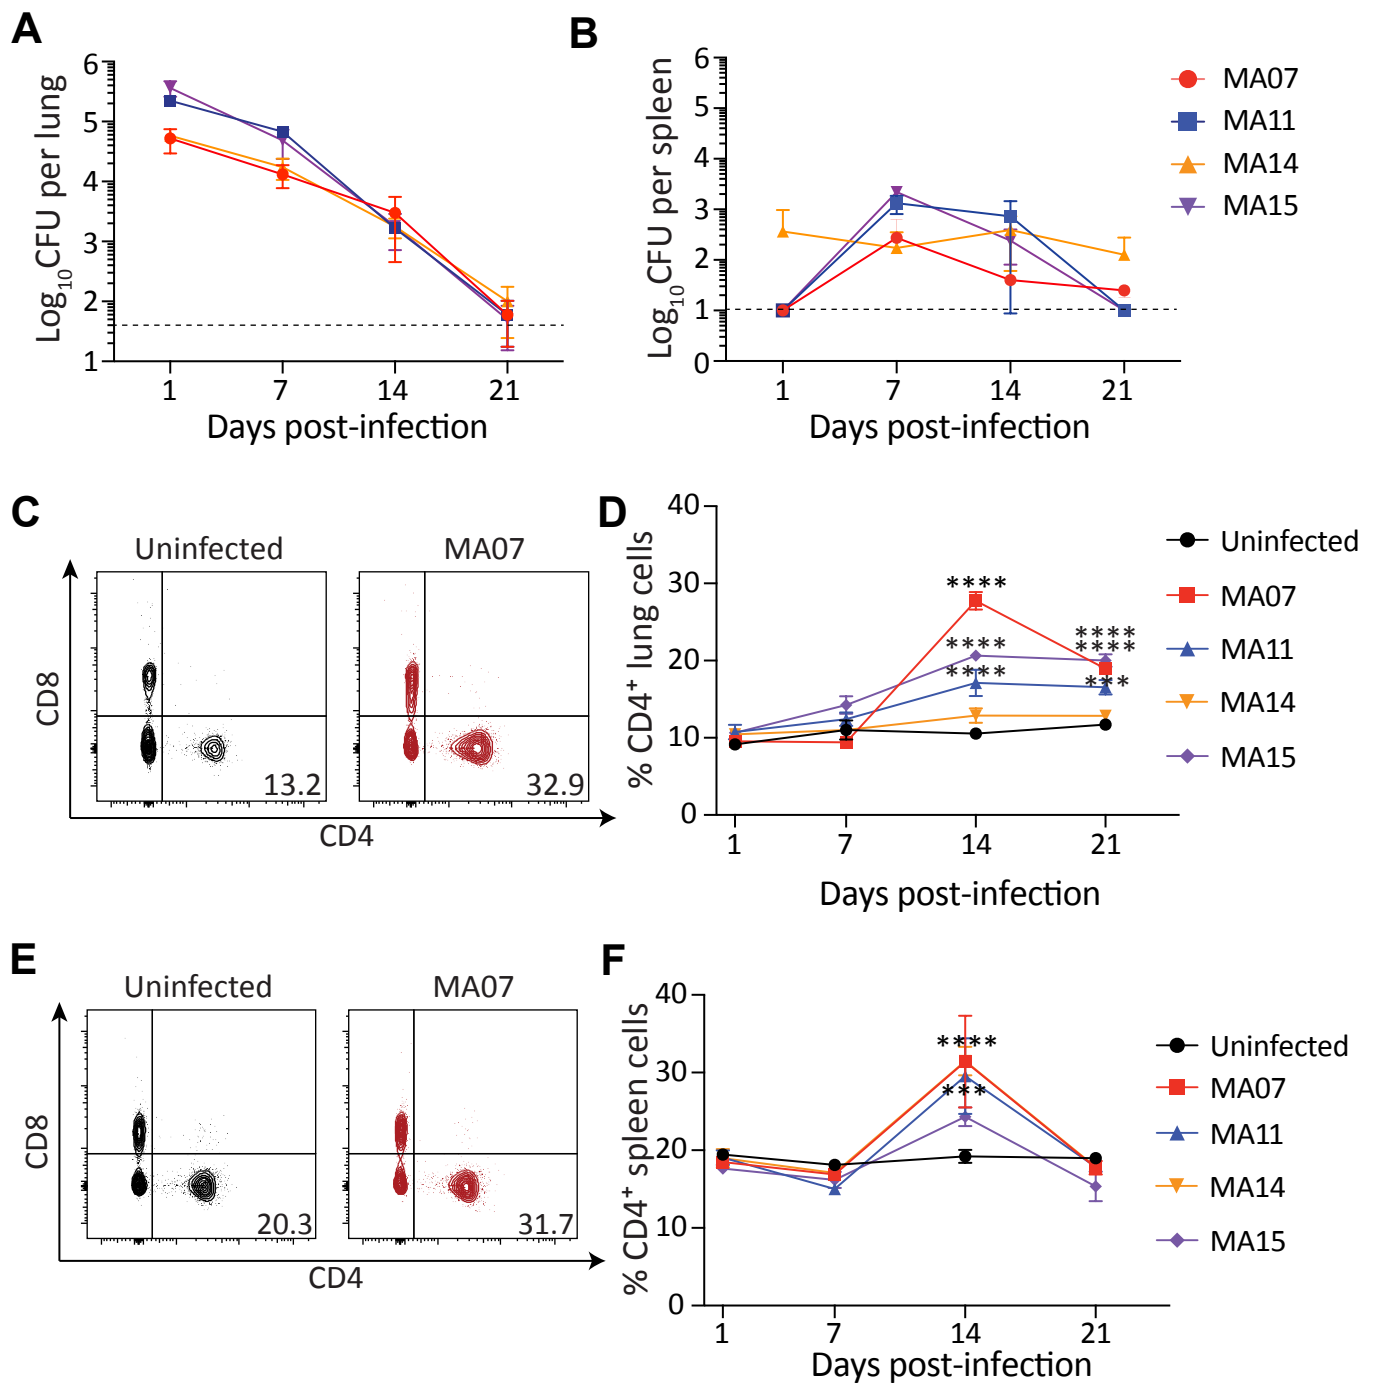 A
Log10CFU per lung
6
5
4
3
2
1
1 7 14 21
Days post-infection
B
Log10CFU per spleen
6
5
4
3
2
1
0
1 7 14 21
Days post-infection
MA07
MA11
MA14
MA15
C
Uninfected
MA07
CD8
13.2
32.9
CD4
D
% CD4+ lung cells
40
30
20
10
0
****
****
****
****
****
***
1 7 14 21
Days post-infection
Uninfected
MA07
MA11
MA14
MA15
E
Uninfected
MA07
CD8
20.3
31.7
CD4
F
% CD4+ spleen cells
40
30
20
10
0
****
***
1 7 14 21
Days post-infection
Uninfected
MA07
MA11
MA14
MA15